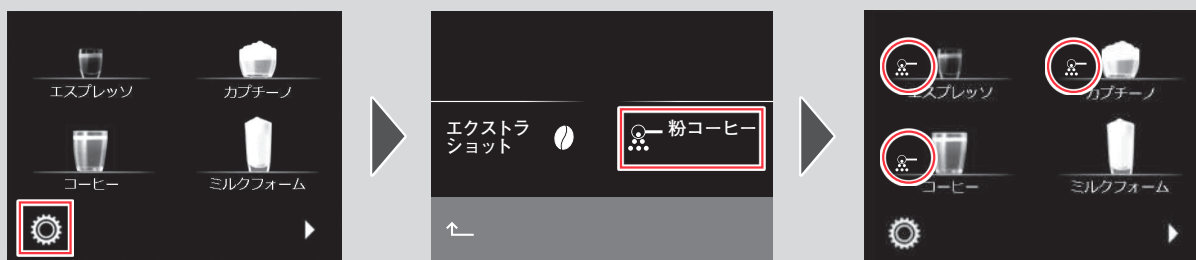 エスプレッソ
カプチーノ
コーヒー
ミルクフォーム
エクストラ
ショット
粉コーヒー
エスプレッソ
カプチーノ
コーヒー
ミルクフォーム